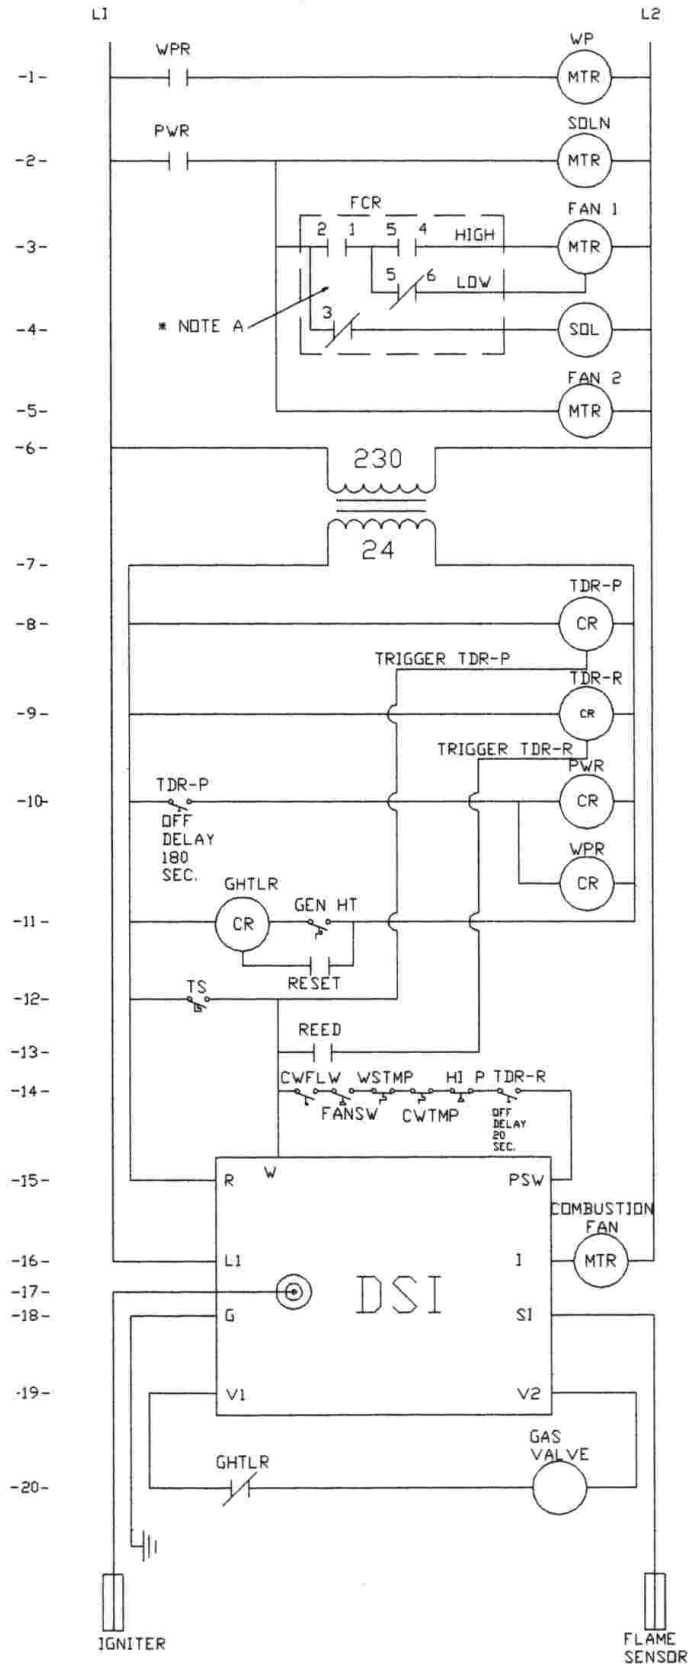 L1 L2
WPR WP
-1- MTR
PWR SOLN
-2- MTR
FCR FAN 1
2 1 5 4 HIGH
-3- MTR
5 6 LOW
* NOTE A
3
-4- SOL
FAN 2
-5- MTR
-6-
230
24
-7-
TDR-P
-8- CR
TRIGGER TDR-P
TDR-R
-9- CR
TRIGGER TDR-R
PWR
TDR-P
-10- CR
OFF
DELAY
180
SEC.
WPR
CR
GHTLR
GEN HT
-11- CR
RESET
TS
-12-
REED
-13-
CWFLW WSTMP HI P TDR-R
-14-
FANSW CWTMP
OFF
DELAY
20
SEC.
W
-15- R PSW
COMBUSTION
FAN
-16- L1 I MTR
DSI
-17-
-18- G S1
-19- V1 V2
GAS
VALVE
GHTLR
-20-
IGNITER
FLAME
SENSOR